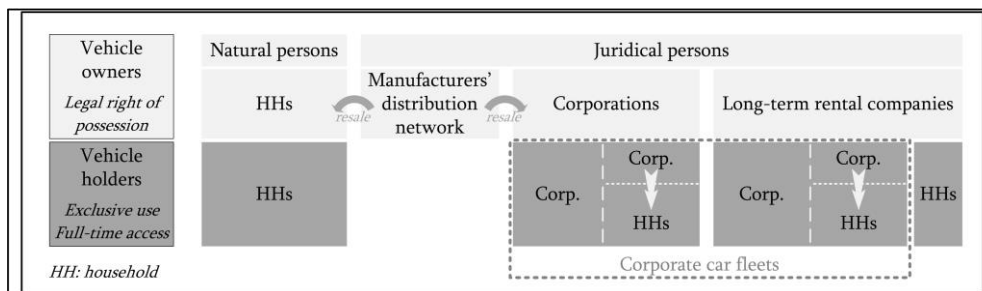 Vehicle owners
Legal right of possession
Natural persons
Juridical persons
HHs
resale
Manufacturers’ distribution network
resale
Corporations
Long-term rental companies
Vehicle holders
Exclusive use
Full-time access
HHs
Corp.
Corp.
HHs
Corp.
Corp.
HHs
HHs
HH: household
Corporate car fleets